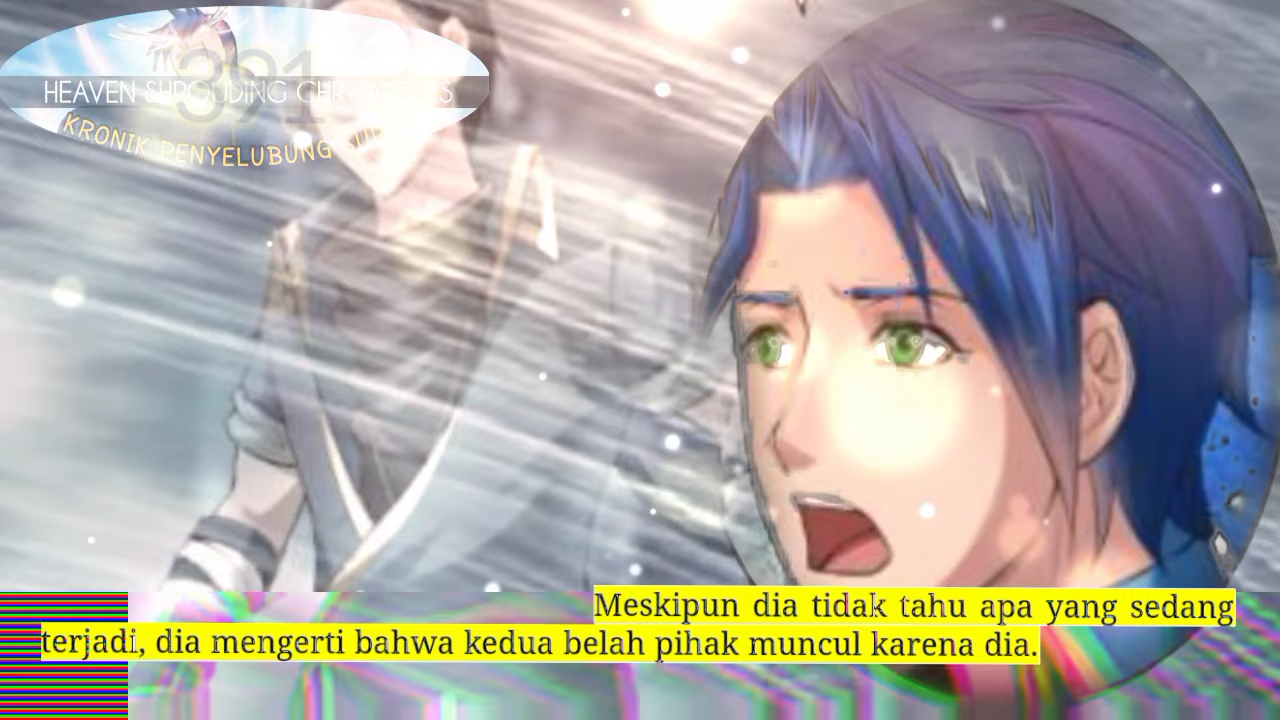 391
HEAVEN SHROUDING CHRONICLES
KRONIK PENYELUBUNG
Meskipun dia tidak tahu apa yang sedang
terjadi, dia mengerti bahwa kedua belah pihak muncul karena dia.